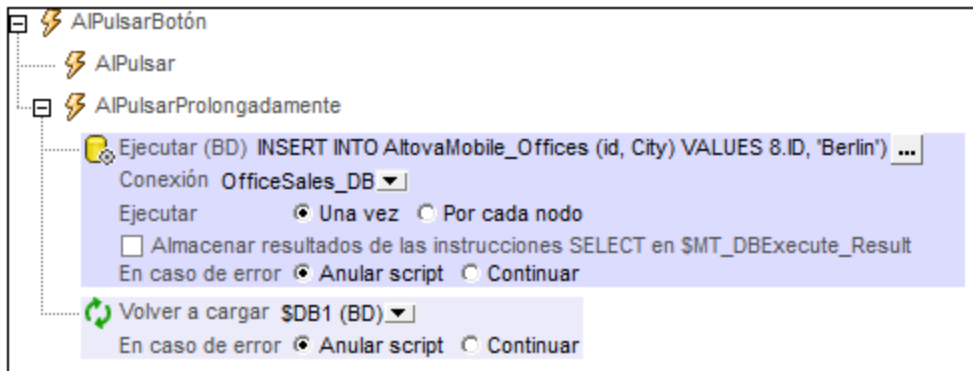 AlPulsarBotón
AlPulsar
AlPulsarProlongadamente
Ejecutar (BD) INSERT INTO AltovaMobile_Offices (id, City) VALUES 8.ID, "Berlin") ...
Conexión OfficeSales_DB
Ejecutar Una vez Por cada nodo
Almacenar resultados de las instrucciones SELECT en $MT_DBExecute_Result
En caso de error Anular script Continuar
Volver a cargar $DB1 (BD)
En caso de error Anular script Continuar